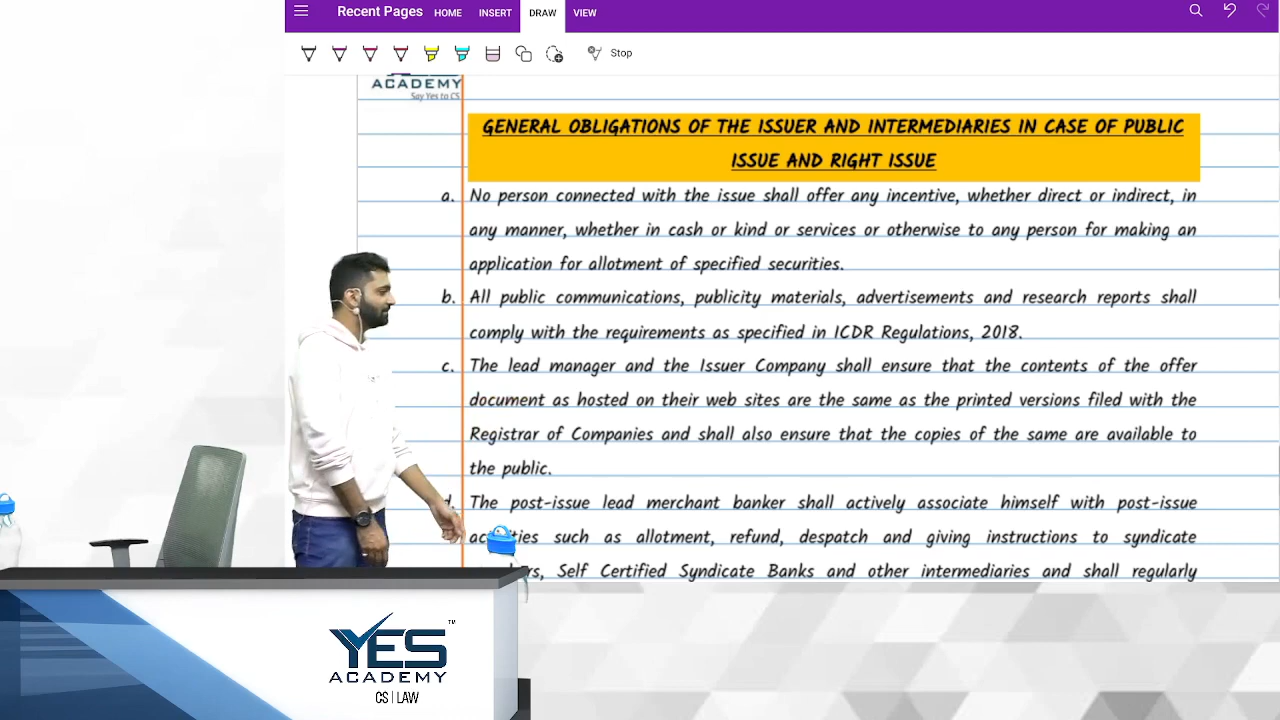 Recent Pages HOME INSERT DRAW VIEW
Stop
ACADEMY
Say Yes to CS
GENERAL OBLIGATIONS OF THE ISSUER AND INTERMEDIARIES IN CASE OF PUBLIC
ISSUE AND RIGHT ISSUE
a. No person connected with the issue shall offer any incentive, whether direct or indirect, in
any manner, whether in cash or kind or services or otherwise to any person for making an
application for allotment of specified securities.
b. All public communications, publicity materials, advertisements and research reports shall
comply with the requirements as specified in ICDR Regulations, 2018.
c. The lead manager and the Issuer Company shall ensure that the contents of the offer
document as hosted on their web sites are the same as the printed versions filed with the
Registrar of Companies and shall also ensure that the copies of the same are available to
the public.
d. The post-issue lead merchant banker shall actively associate himself with post-issue
such as allotment, refund, despatch and giving instructions to syndicate
Self Certified Syndicate Banks and other intermediaries and shall regularly
YES™
ACADEMY
CS | LAW